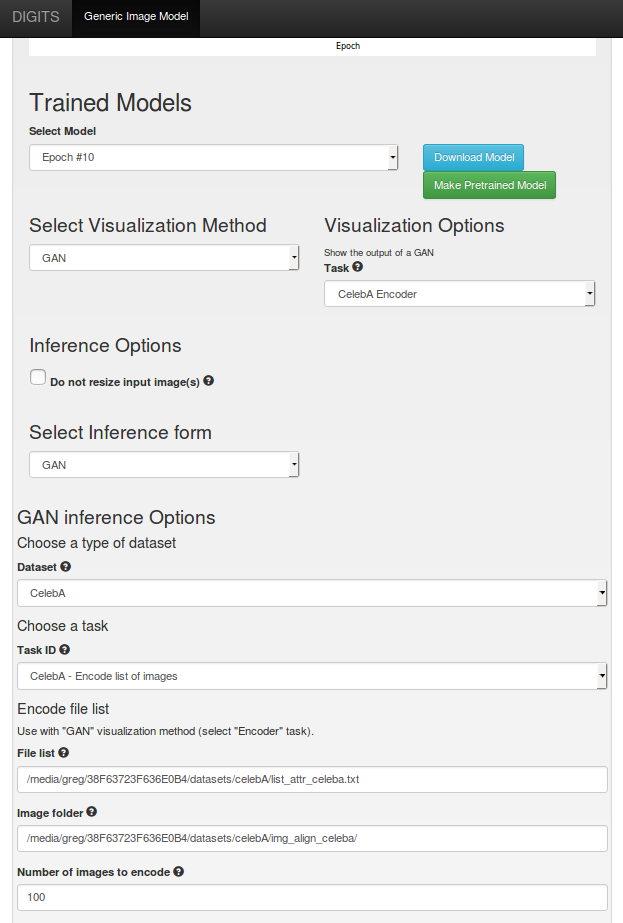 DIGITS Generic Image Model
Epoch
Trained Models
Select Model
Epoch #10
Download Model
Make Pretrained Model
Select Visualization Method
GAN
Visualization Options
Show the output of a GAN
Task
CelebA Encoder
Inference Options
Do not resize input image(s)
Select Inference form
GAN
GAN inference Options
Choose a type of dataset
Dataset
CelebA
Choose a task
Task ID
CelebA - Encode list of images
Encode file list
Use with "GAN" visualization method (select "Encoder" task).
File list
/media/greg/38F63723F636E0B4/datasets/celebA/list_attr_celeba.txt
Image folder
/media/greg/38F63723F636E0B4/datasets/celebA/img_align_celeba/
Number of images to encode
100